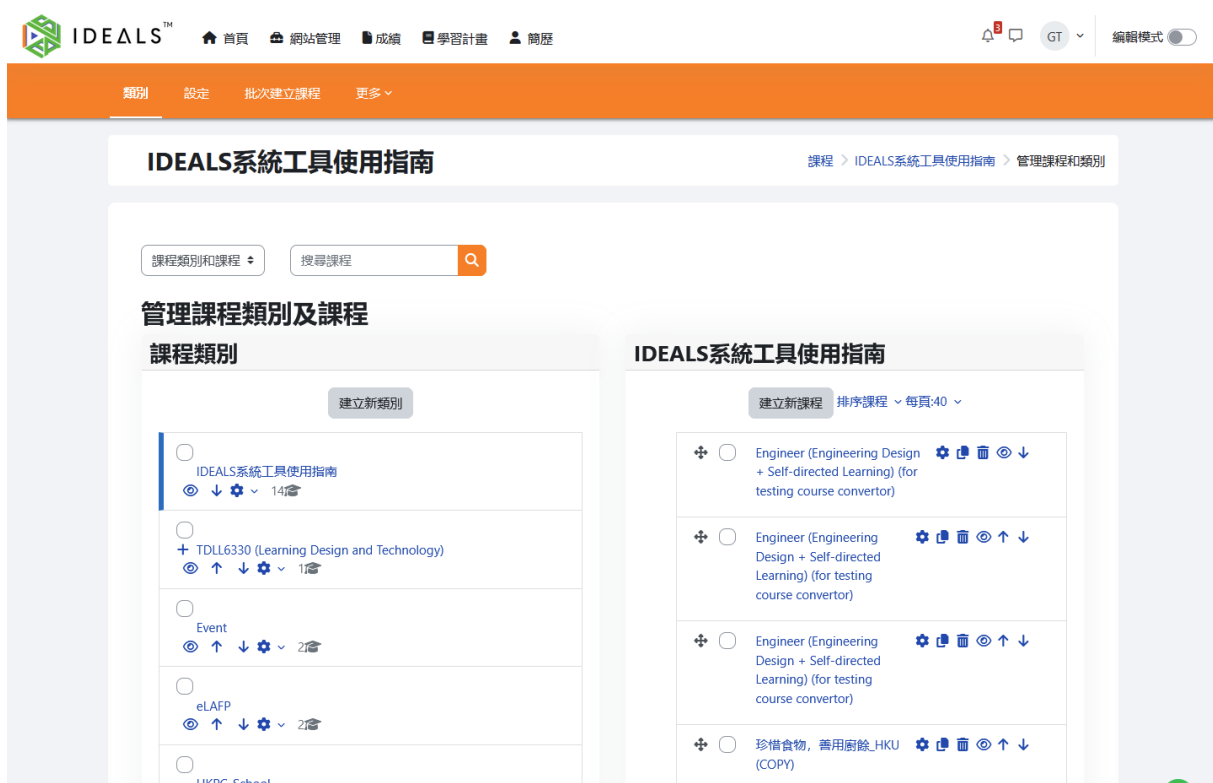 IDEALS™
首頁
網站管理
成績
學習計畫
簡歷
3
GT
編輯模式
類別
設定
批次建立課程
更多
IDEALS系統工具使用指南
課程
IDEALS系統工具使用指南
管理課程和類別
課程類別和課程
搜尋課程
管理課程類別及課程
課程類別
建立新類別
IDEALS系統工具使用指南
14
TDLL6330 (Learning Design and Technology)
1
Event
2
eLAFP
2
IDEALS系統工具使用指南
建立新課程
排序課程
每頁:40
Engineer (Engineering Design
+ Self-directed Learning) (for
testing course convertor)
Engineer (Engineering
Design + Self-directed
Learning) (for testing
course convertor)
Engineer (Engineering
Design + Self-directed
Learning) (for testing
course convertor)
珍惜食物，善用廚餘_HKU
(COPY)